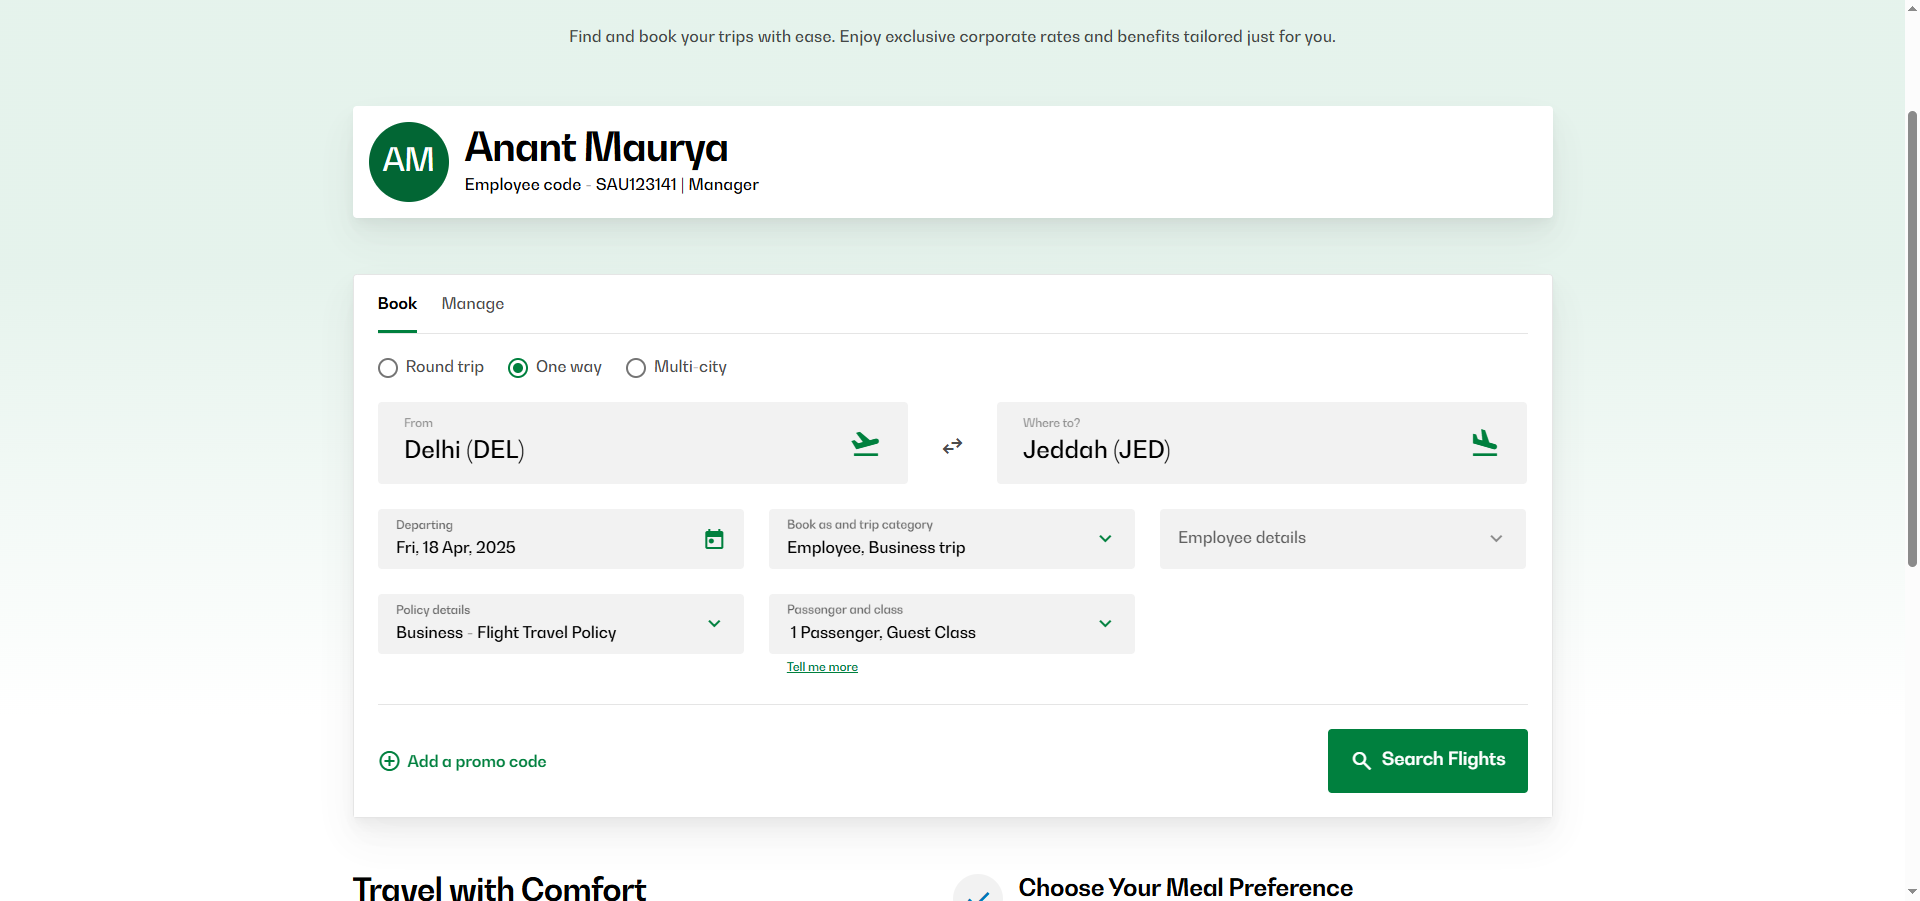 Find and book your trips with ease. Enjoy exclusive corporate rates and benefits tailored just for you.
AM
Anant Maurya
Employee code - SAU123141 | Manager
Book
Manage
Round trip
One way
Multi-city
From
Delhi (DEL)
Where to?
Jeddah (JED)
Departing
Fri, 18 Apr, 2025
Book as and trip category
Employee, Business trip
Employee details
Policy details
Business - Flight Travel Policy
Passenger and class
1 Passenger, Guest Class
Tell me more
Add a promo code
Search Flights
Travel with Comfort
Choose Your Meal Preference